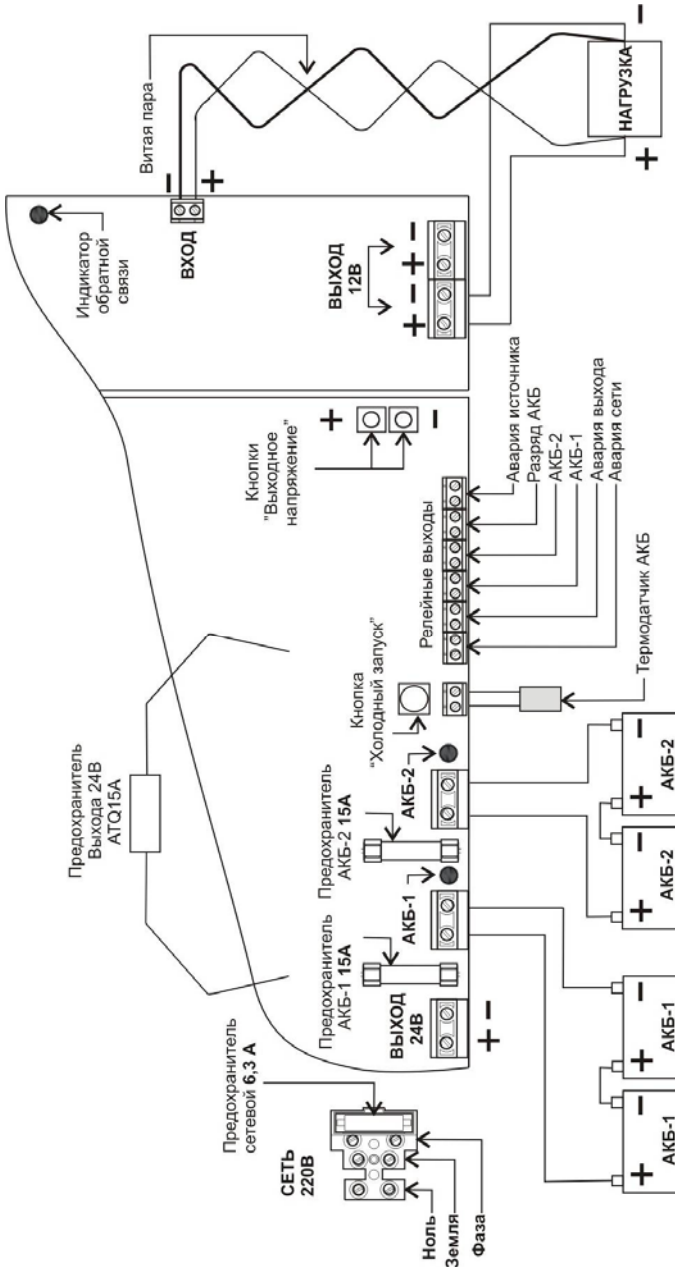 Предохранитель
сетевой 6,3 А
СЕТЬ
220В
Ноль
Земля
Фаза
Предохранитель
Выхода 24В
ATQ15A
Предохранитель
АКБ-1 15А
Предохранитель
АКБ-2 15А
ВЫХОД
24В
+ −
АКБ-1
АКБ-2
Кнопка
“Холодный запуск”
Релейные выходы
Кнопки
”Выходное
напряжение”
+
−
Авария источника
Разряд АКБ
АКБ-2
АКБ-1
Авария выхода
Авария сети
Термодатчик АКБ
+ АКБ-1
+ − АКБ-1
+ АКБ-2
+ − АКБ-2
Индикатор
обратной
связи
Витая пара
− +
ВХОД
ВЫХОД
12В
+ − + −
+ −
НАГРУЗКА